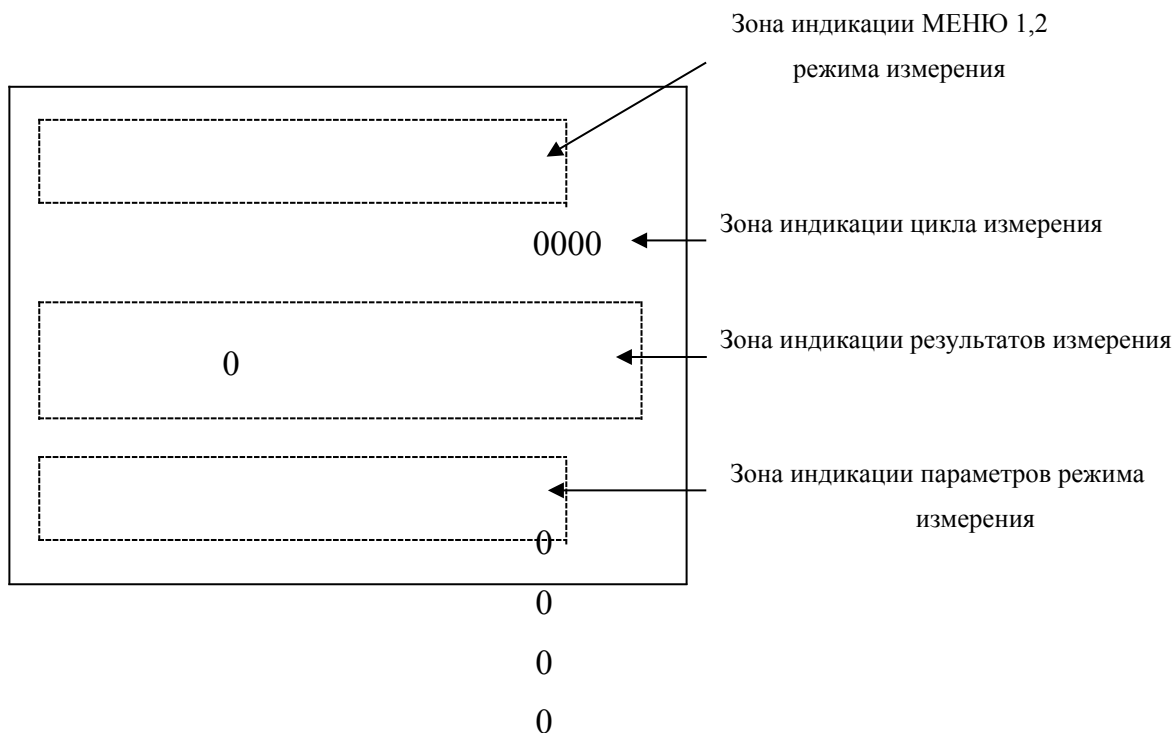 Зона индикации МЕНЮ 1,2
режима измерения
Зона индикации цикла измерения
0000
Зона индикации результатов измерения
0
Зона индикации параметров режима
измерения
0
0
0
0